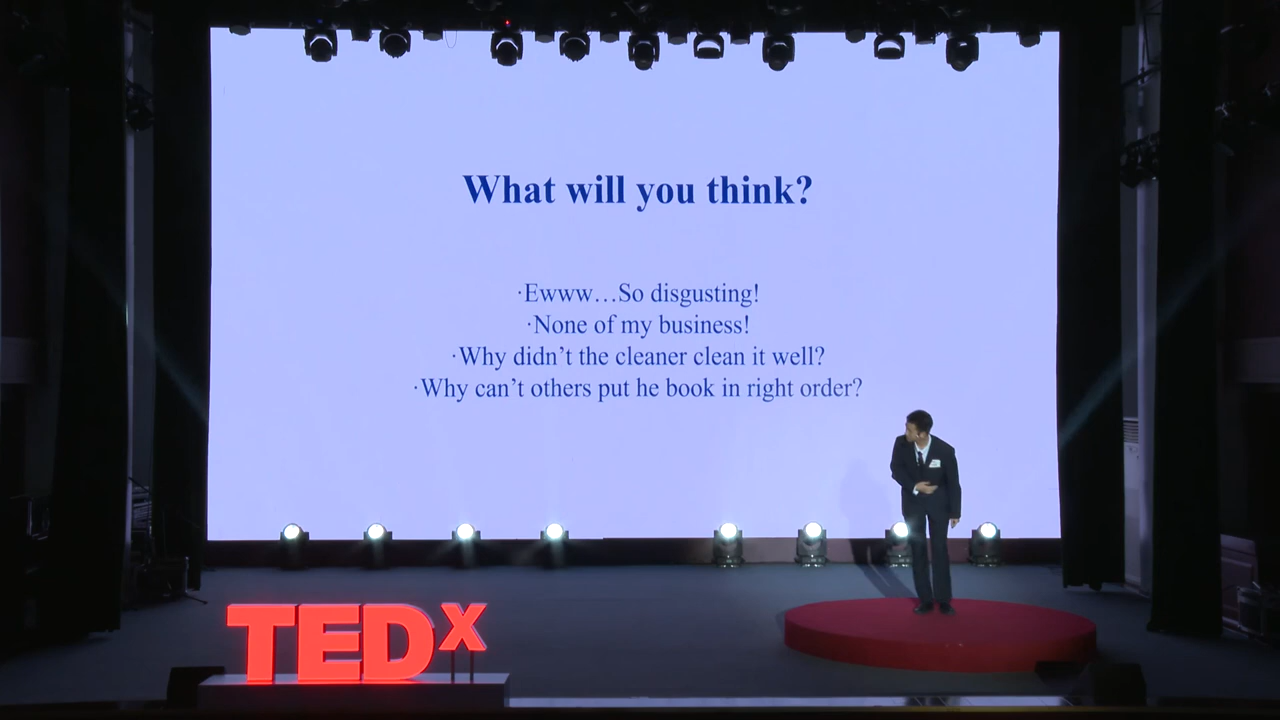 What will you think?
·Ewww…So disgusting!
·None of my business!
·Why didn’t the cleaner clean it well?
·Why can’t others put he book in right order?
TEDx